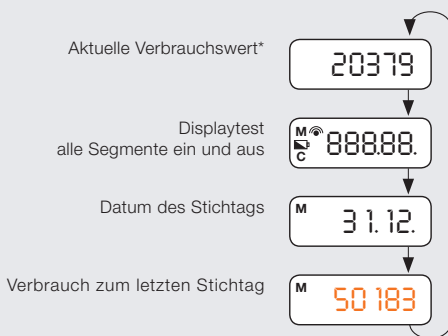 Aktuelle Verbrauchswert*
20379
Displaytest
alle Segmente ein und aus
M
C
888.88.
Datum des Stichtags
M
31.12.
Verbrauch zum letzten Stichtag
M
50183